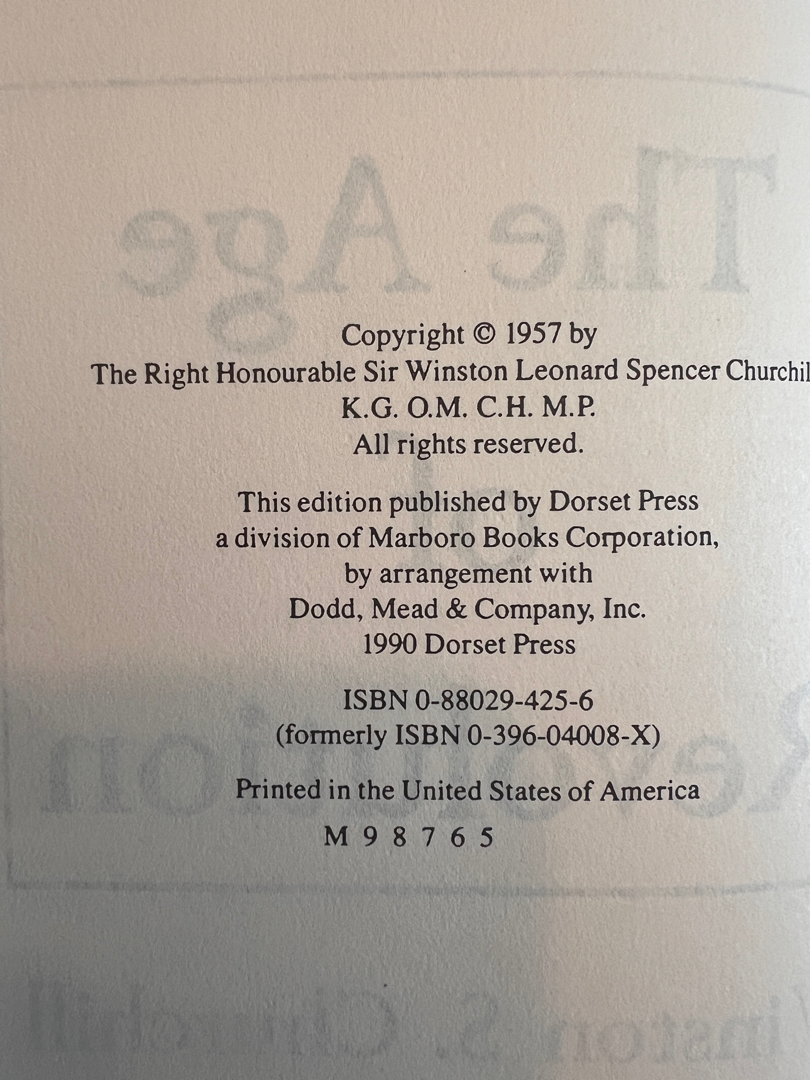 Copyright © 1957 by
The Right Honourable Sir Winston Leonard Spencer Churchil
K.G. O.M. C.H. M.P.
All rights reserved.
This edition published by Dorset Press
a division of Marboro Books Corporation,
by arrangement with
Dodd, Mead & Company, Inc.
1990 Dorset Press
ISBN 0-88029-425-6
(formerly ISBN 0-396-04008-X)
Printed in the United States of America
M 9 8 7 6 5